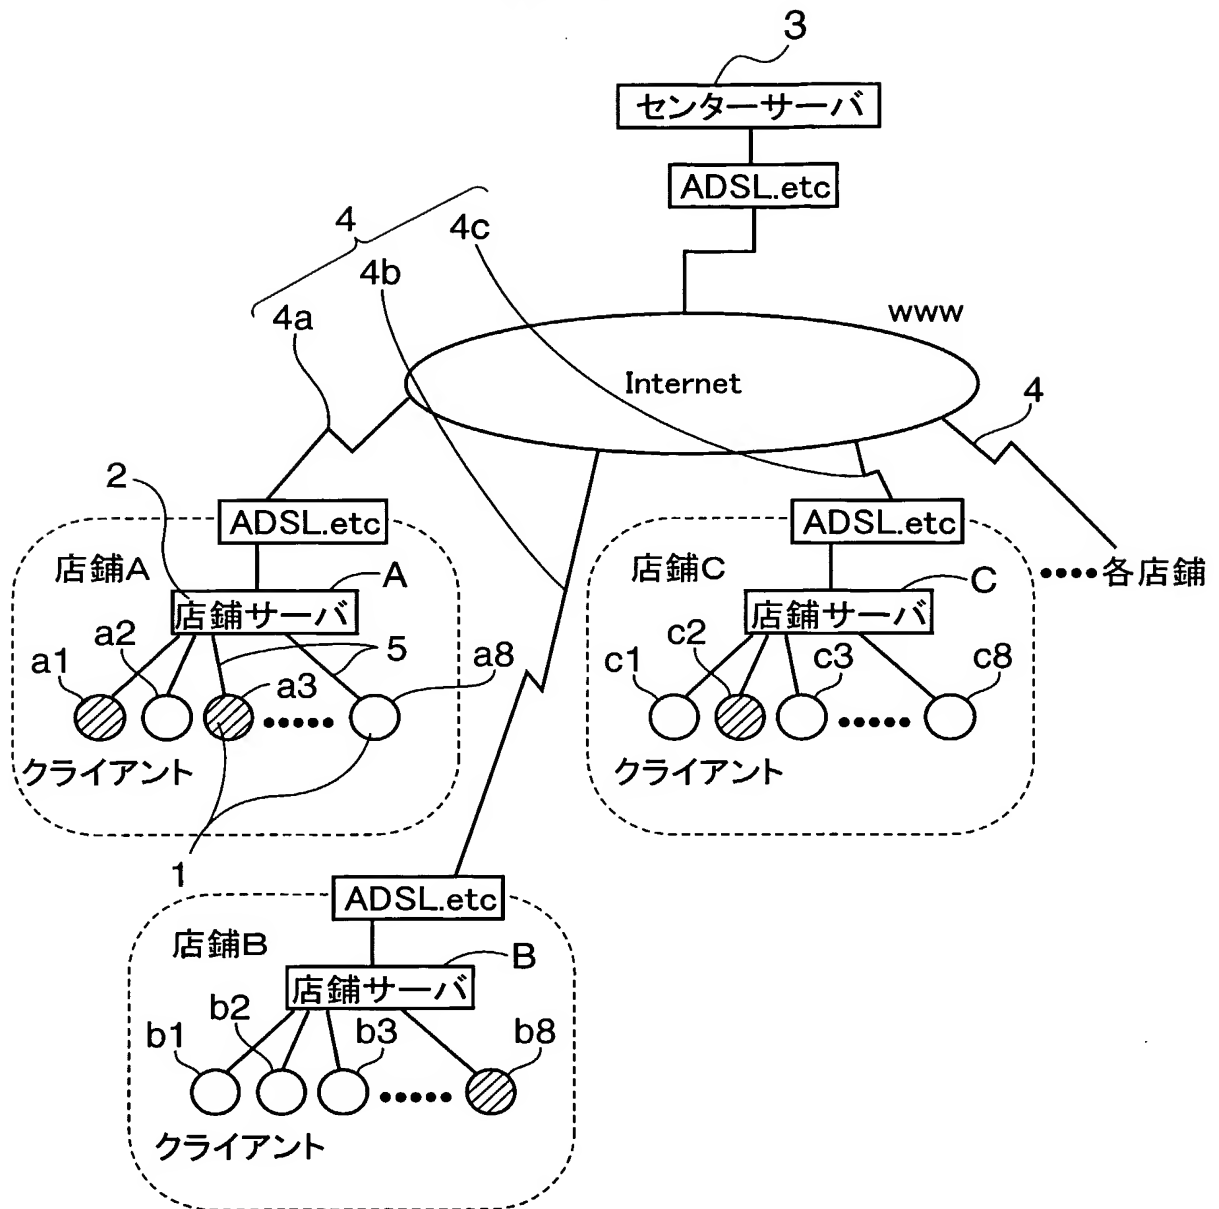 3
センターサーバ
ADSL.etc
4
4c
4b
4a
www
Internet
4
2
ADSL.etc
ADSL.etc
店舗A
A
店舗サーバ
a1
a2
5
a3
a8
クライアント
1
店舗C
C
店舗サーバ
c1
c2
c3
c8
クライアント
各店舗
ADSL.etc
店舗B
B
店舗サーバ
b1
b2
b3
b8
クライアント